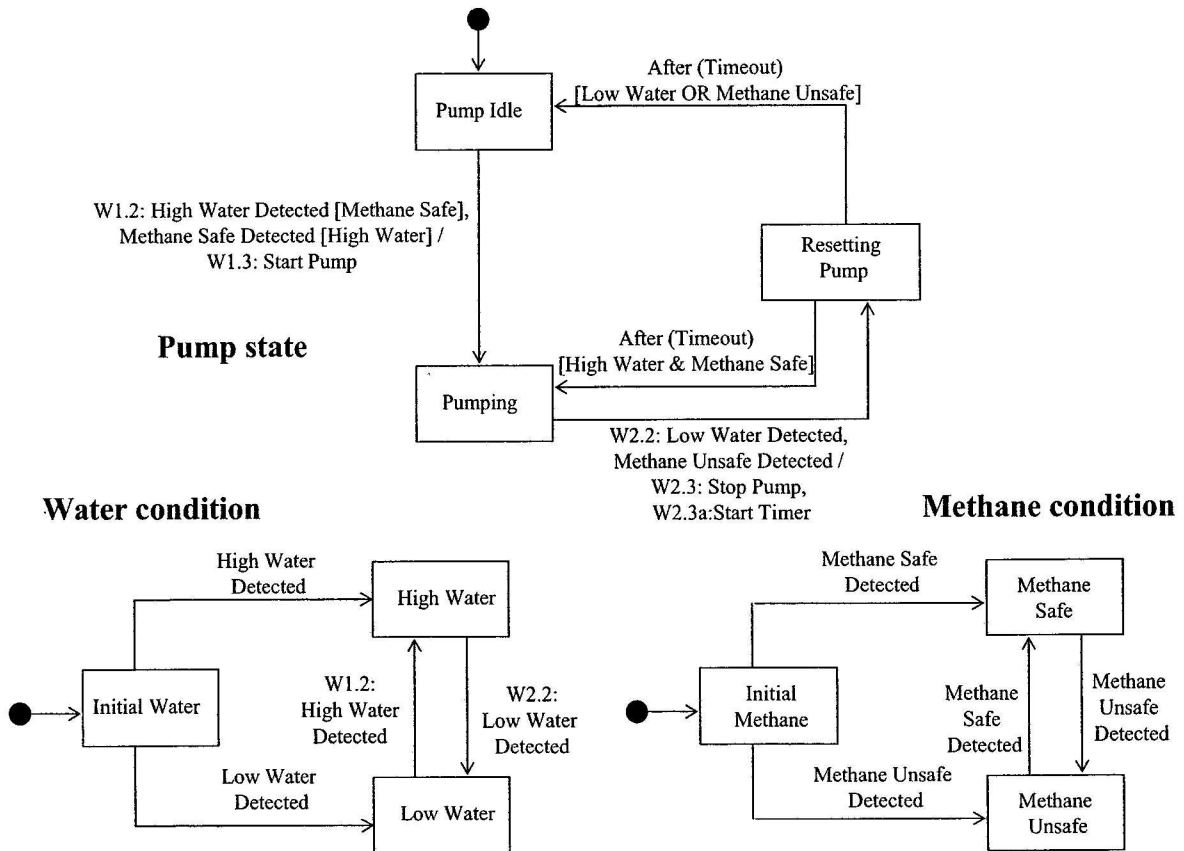 After (Timeout)
[Low Water OR Methane Unsafe]
Pump Idle
W1.2: High Water Detected [Methane Safe],
Methane Safe Detected [High Water] /
W1.3: Start Pump
Resetting
Pump
Pump state
After (Timeout)
[High Water & Methane Safe]
Pumping
W2.2: Low Water Detected,
Methane Unsafe Detected /
W2.3: Stop Pump,
W2.3a:Start Timer
Water condition
High Water
Detected
High Water
Initial Water
W1.2:
High Water
Detected
W2.2:
Low Water
Detected
Low Water
Detected
Low Water
Methane condition
Methane Safe
Detected
Methane
Safe
Initial
Methane
Methane
Safe
Detected
Methane
Unsafe
Detected
Methane Unsafe
Detected
Methane
Unsafe